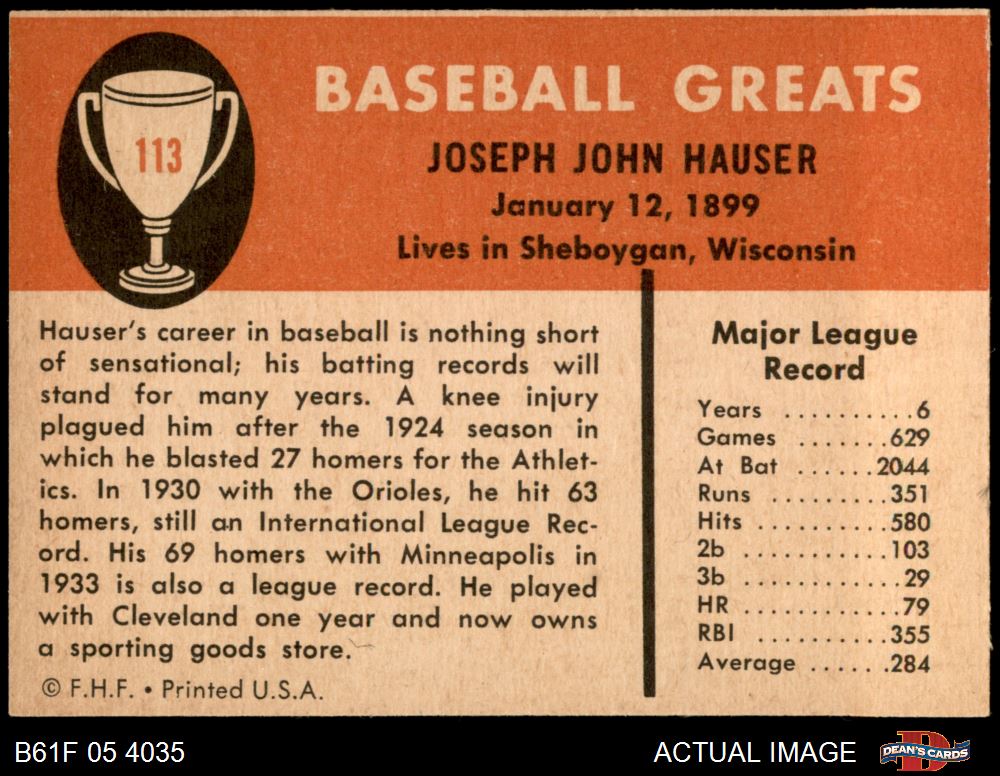 113
BASEBALL GREATS
JOSEPH JOHN HAUSER
January 12, 1899
Lives in Sheboygan, Wisconsin
Hauser's career in baseball is nothing short
of sensational; his batting records will
stand for many years. A knee injury
plagued him after the 1924 season in
which he blasted 27 homers for the Athlet-
ics. In 1930 with the Orioles, he hit 63
homers, still an International League Rec-
ord. His 69 homers with Minneapolis in
1933 is also a league record. He played
with Cleveland one year and now owns
a sporting goods store.
© F.H.F. • Printed U.S.A.
Major League
Record
Years ..........6
Games .......629
At Bat ......2044
Runs .........351
Hits ..........580
2b ...........103
3b ............29
HR ............79
RBI ..........355
Average ......284
B61F 05 4035
ACTUAL IMAGE
D
DEAN'S CARDS